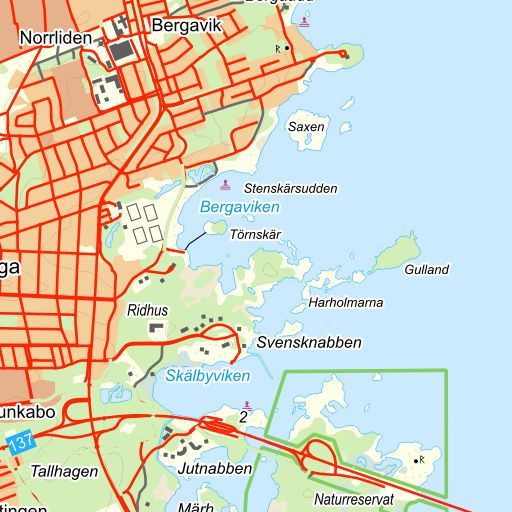 Bergavik
Norrliden
R
Saxen
Stenskärsudden
Bergaviken
Törnskär
ga
Gulland
Harholmarna
Ridhus
Svensknabben
Skälbyviken
unkabo
2
137
Tallhagen
Jutnabben
R
Naturreservat
Märh
tingen